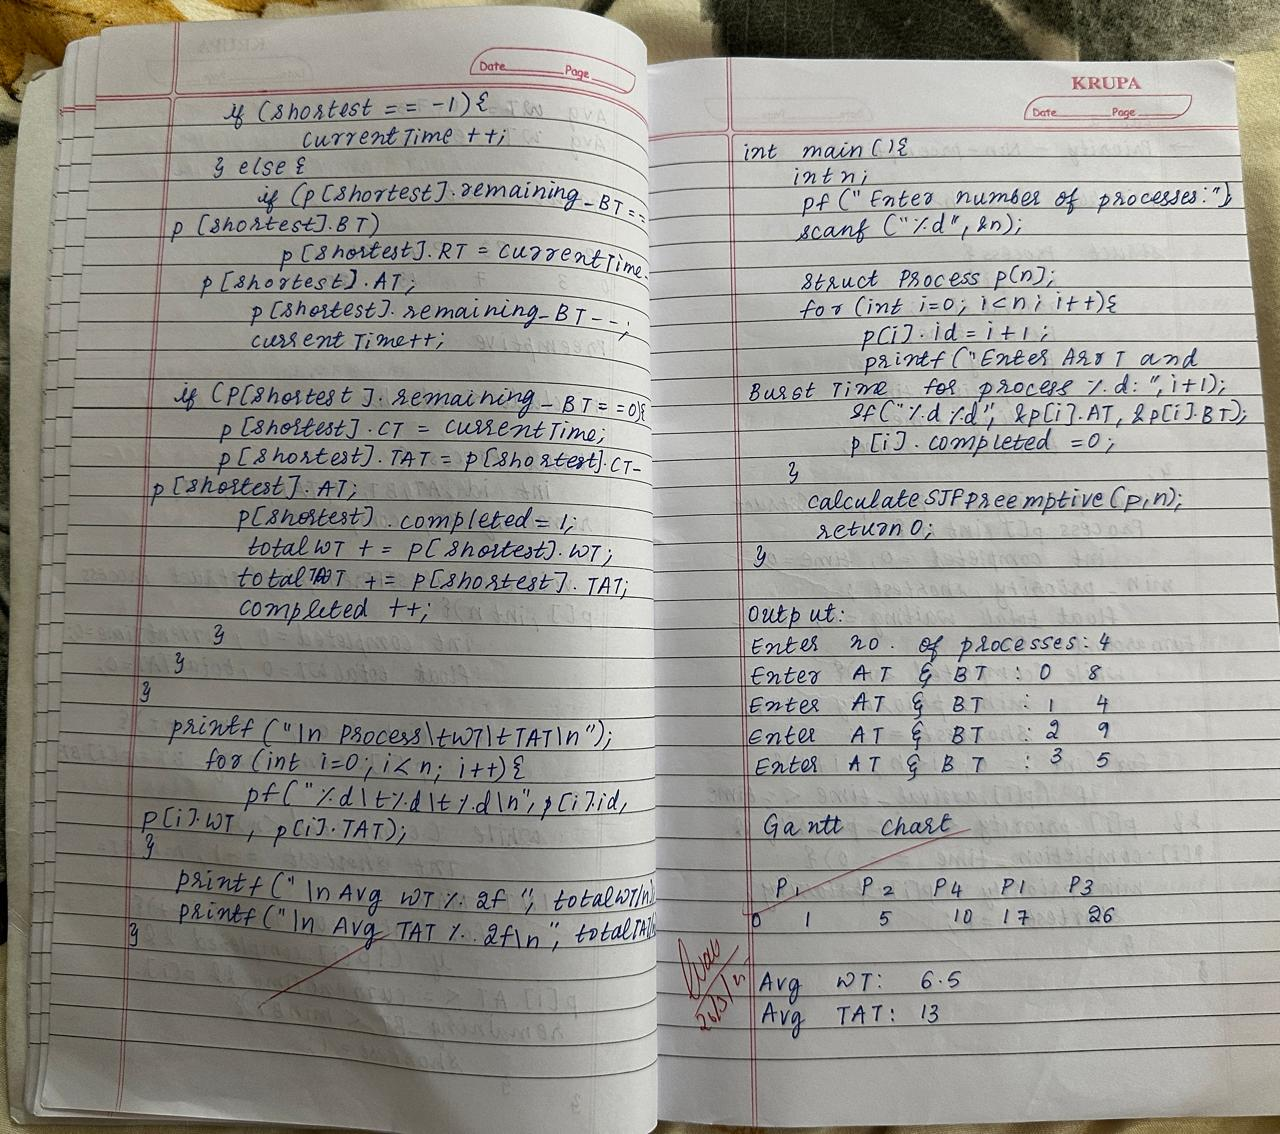 Date Page
if (shortest == -1){
currentTime ++;
} else {
if (p[shortest].remaining_BT ==
p[shortest].BT)
p[shortest].RT = currentTime -
p[shortest].AT;
p[shortest].remaining_BT --;
current Time++;
if (P[shortest].remaining_BT==0){
p[shortest].CT = currentTime;
p[shortest].TAT = p[shortest].CT-
p[shortest].AT;
p[shortest].completed = 1;
totalWT += p[shortest].WT;
total TAT += p[shortest].TAT;
completed ++;
}
}
}
printf("\n Process\tWT\t TAT\n");
for (int i=0; i<n; i++){
pf("%d\t%d\t%d\n", p[i].id,
p[i].WT, p[i].TAT);
}
printf("\n Avg WT %.2f ", totalWT/n)
printf("\n Avg TAT %.2f\n", totalTAT/
}
KRUPA
Date Page
int main(){
int n;
pf("Enter number of processes:");
scanf("%d", &n);
struct Process p[n];
for (int i=0; i<n; i++){
p[i].id = i+1;
printf("Enter Arr T and
Burst Time for process %d:", i+1);
sf("%d %d", &p[i].AT, &p[i].BT);
p[i].completed = 0;
}
calculateSJFpreemptive(p,n);
return 0;
}
Output:
Enter no. of processes: 4
Enter AT & BT : 0 8
Enter AT & BT : 1 4
Enter AT & BT : 2 9
Enter AT & BT : 3 5
Gantt chart
P1 P2 P4 P1 P3
0 1 5 10 17 26
Avg WT: 6.5
Avg TAT: 13